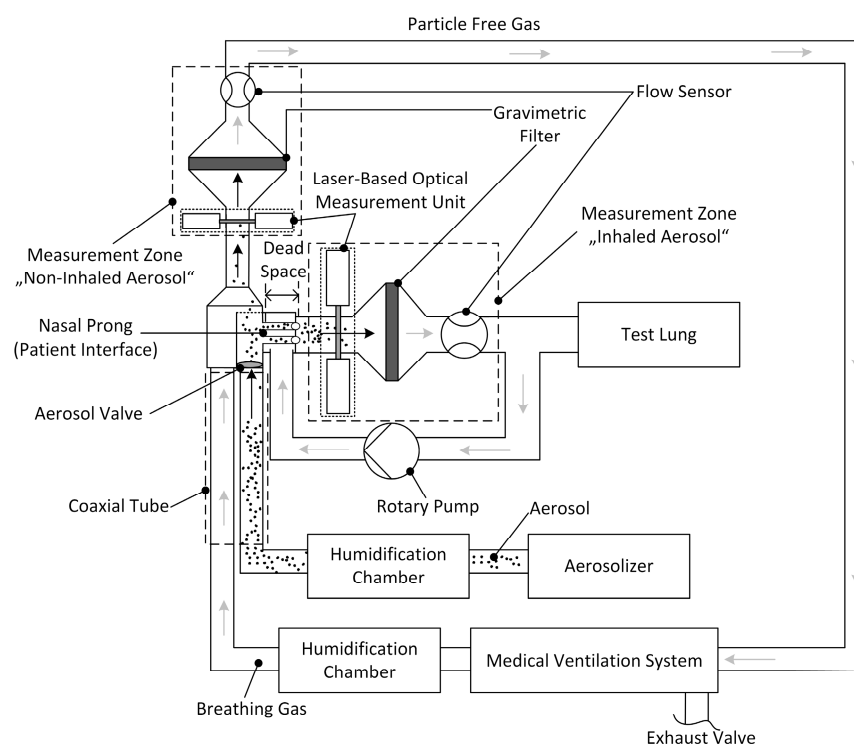 Particle Free Gas
Flow Sensor
Gravimetric
Filter
Laser-Based Optical
Measurement Unit
Measurement Zone
„Inhaled Aerosol“
Measurement Zone
„Non-Inhaled Aerosol“
Dead
Space
Nasal Prong
(Patient Interface)
Test Lung
Aerosol Valve
Coaxial Tube
Rotary Pump
Aerosol
Humidification
Chamber
Aerosolizer
Humidification
Chamber
Medical Ventilation System
Breathing Gas
Exhaust Valve